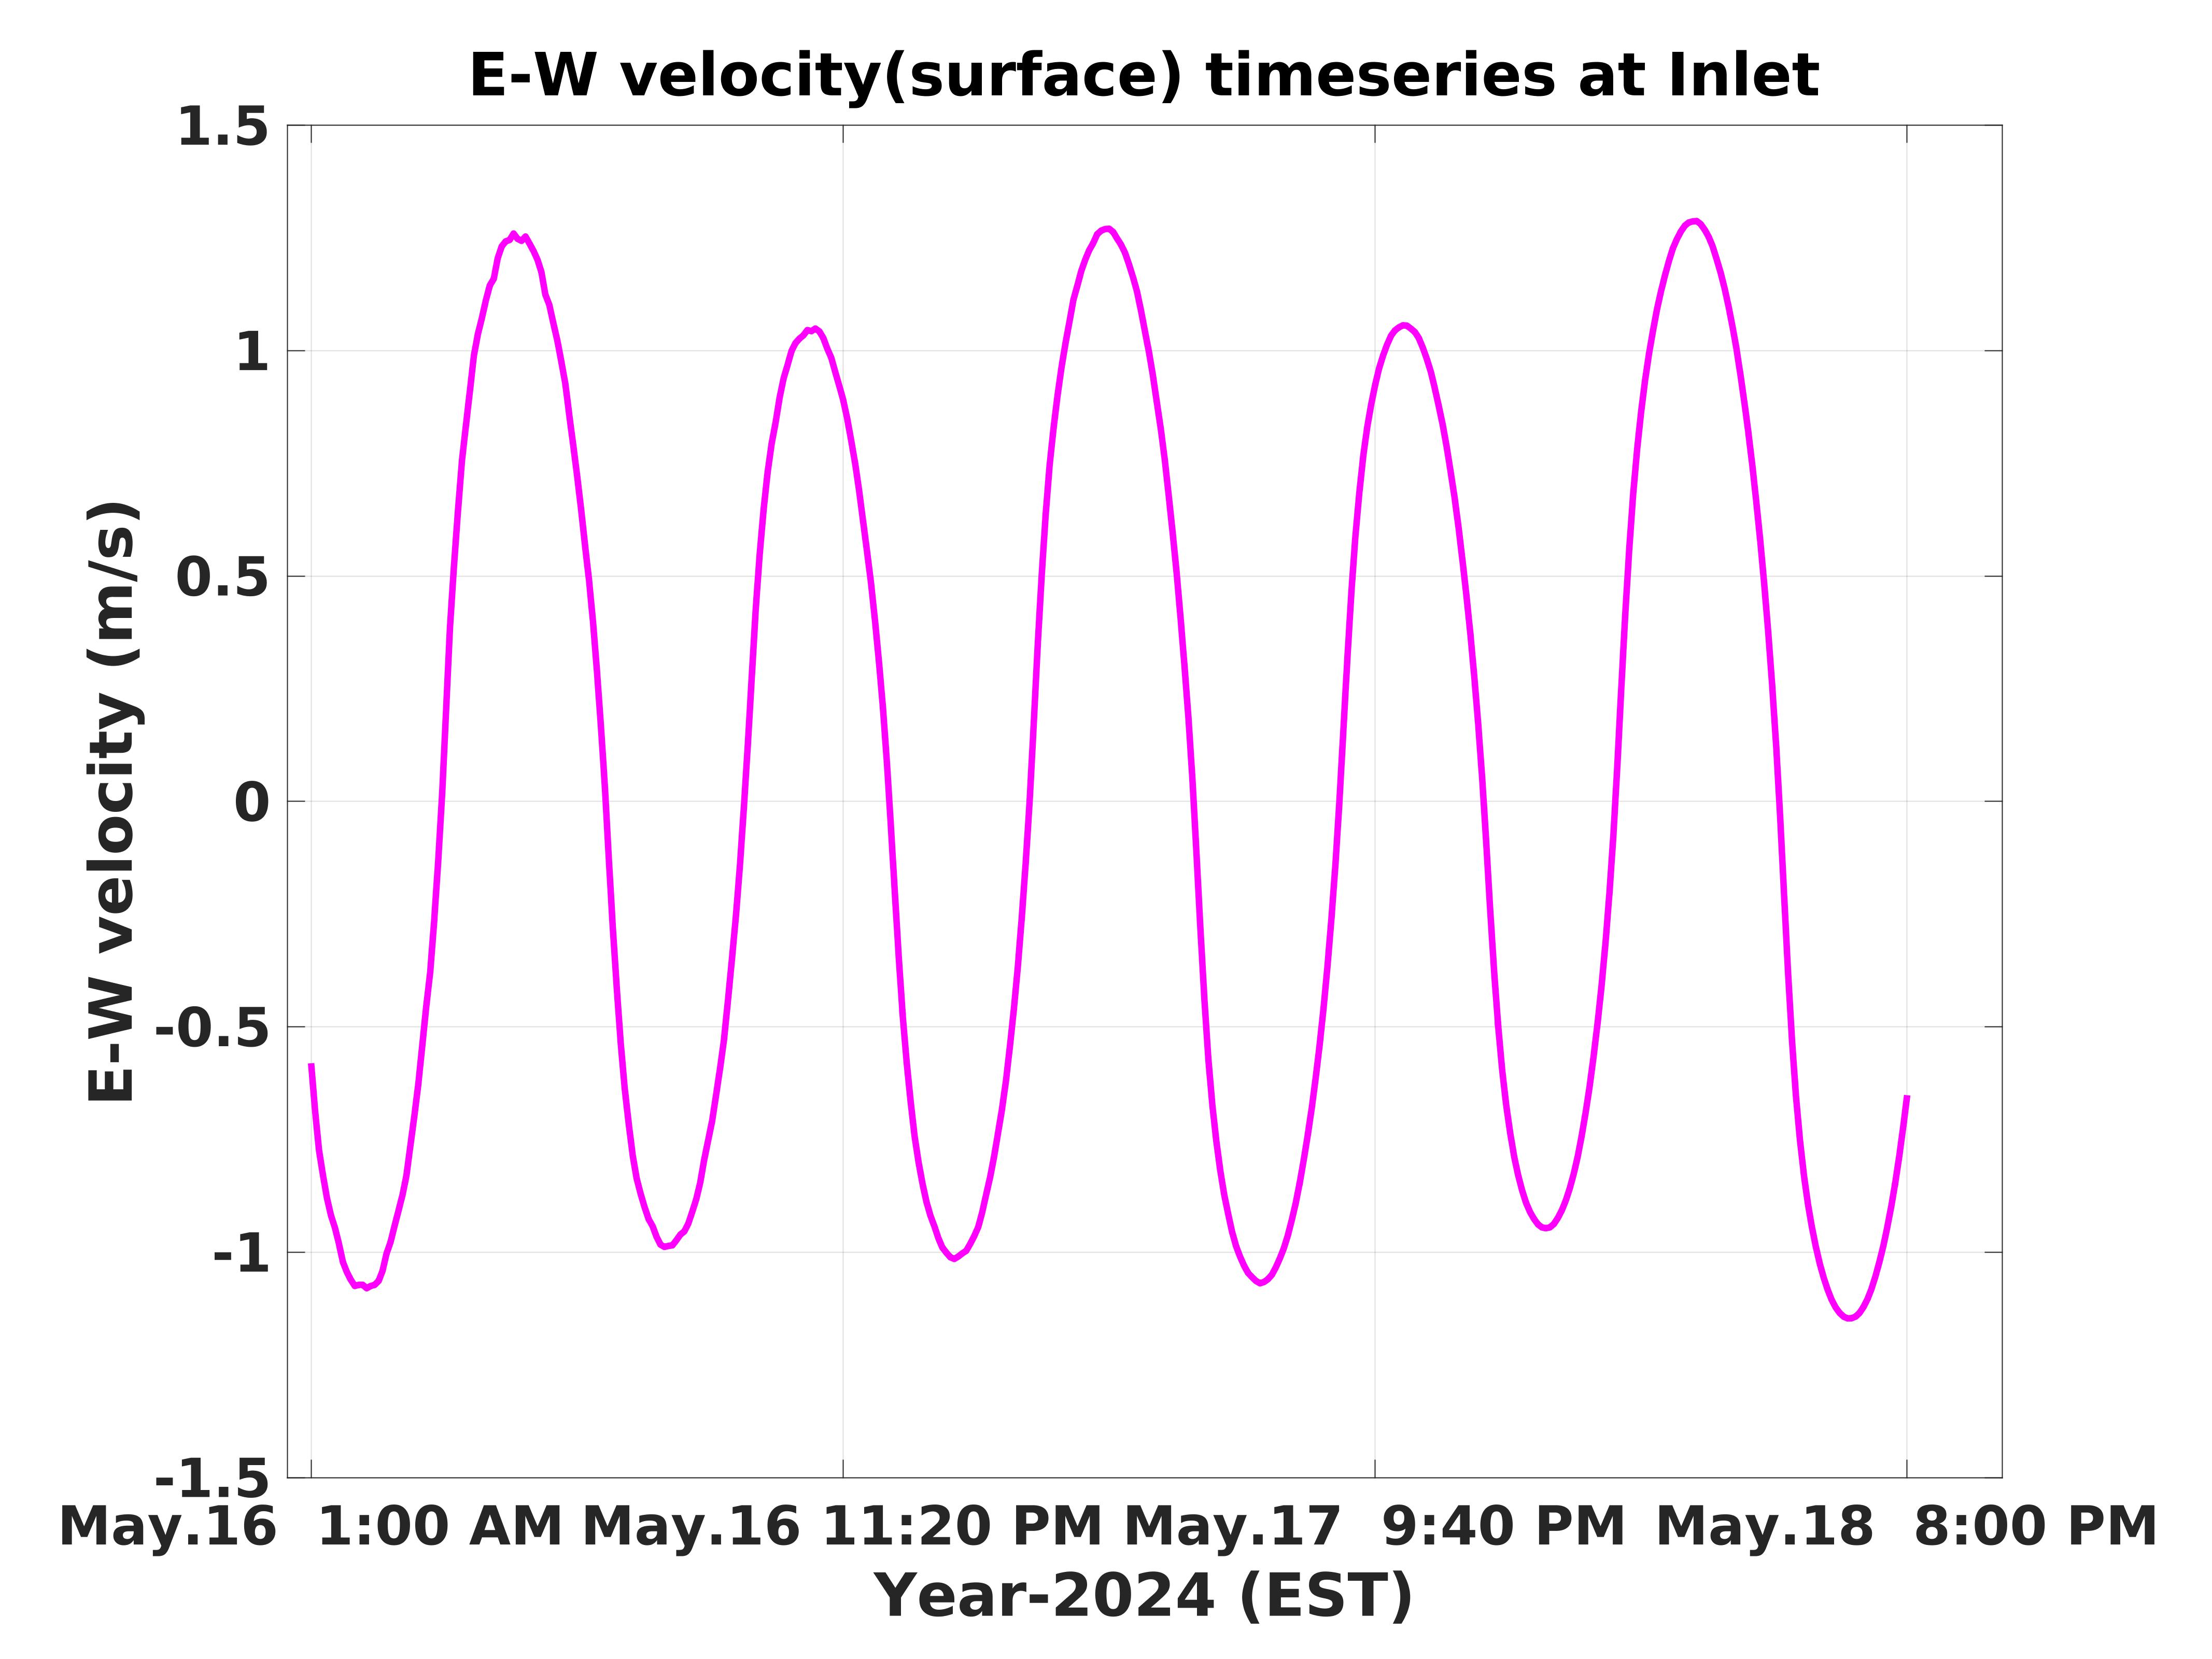 E-W velocity(surface) timeseries at Inlet
E-W velocity (m/s)
1.5
1
0.5
0
-0.5
-1
-1.5
May.16 1:00 AM May.16 11:20 PM May.17 9:40 PM May.18 8:00 PM
Year-2024 (EST)